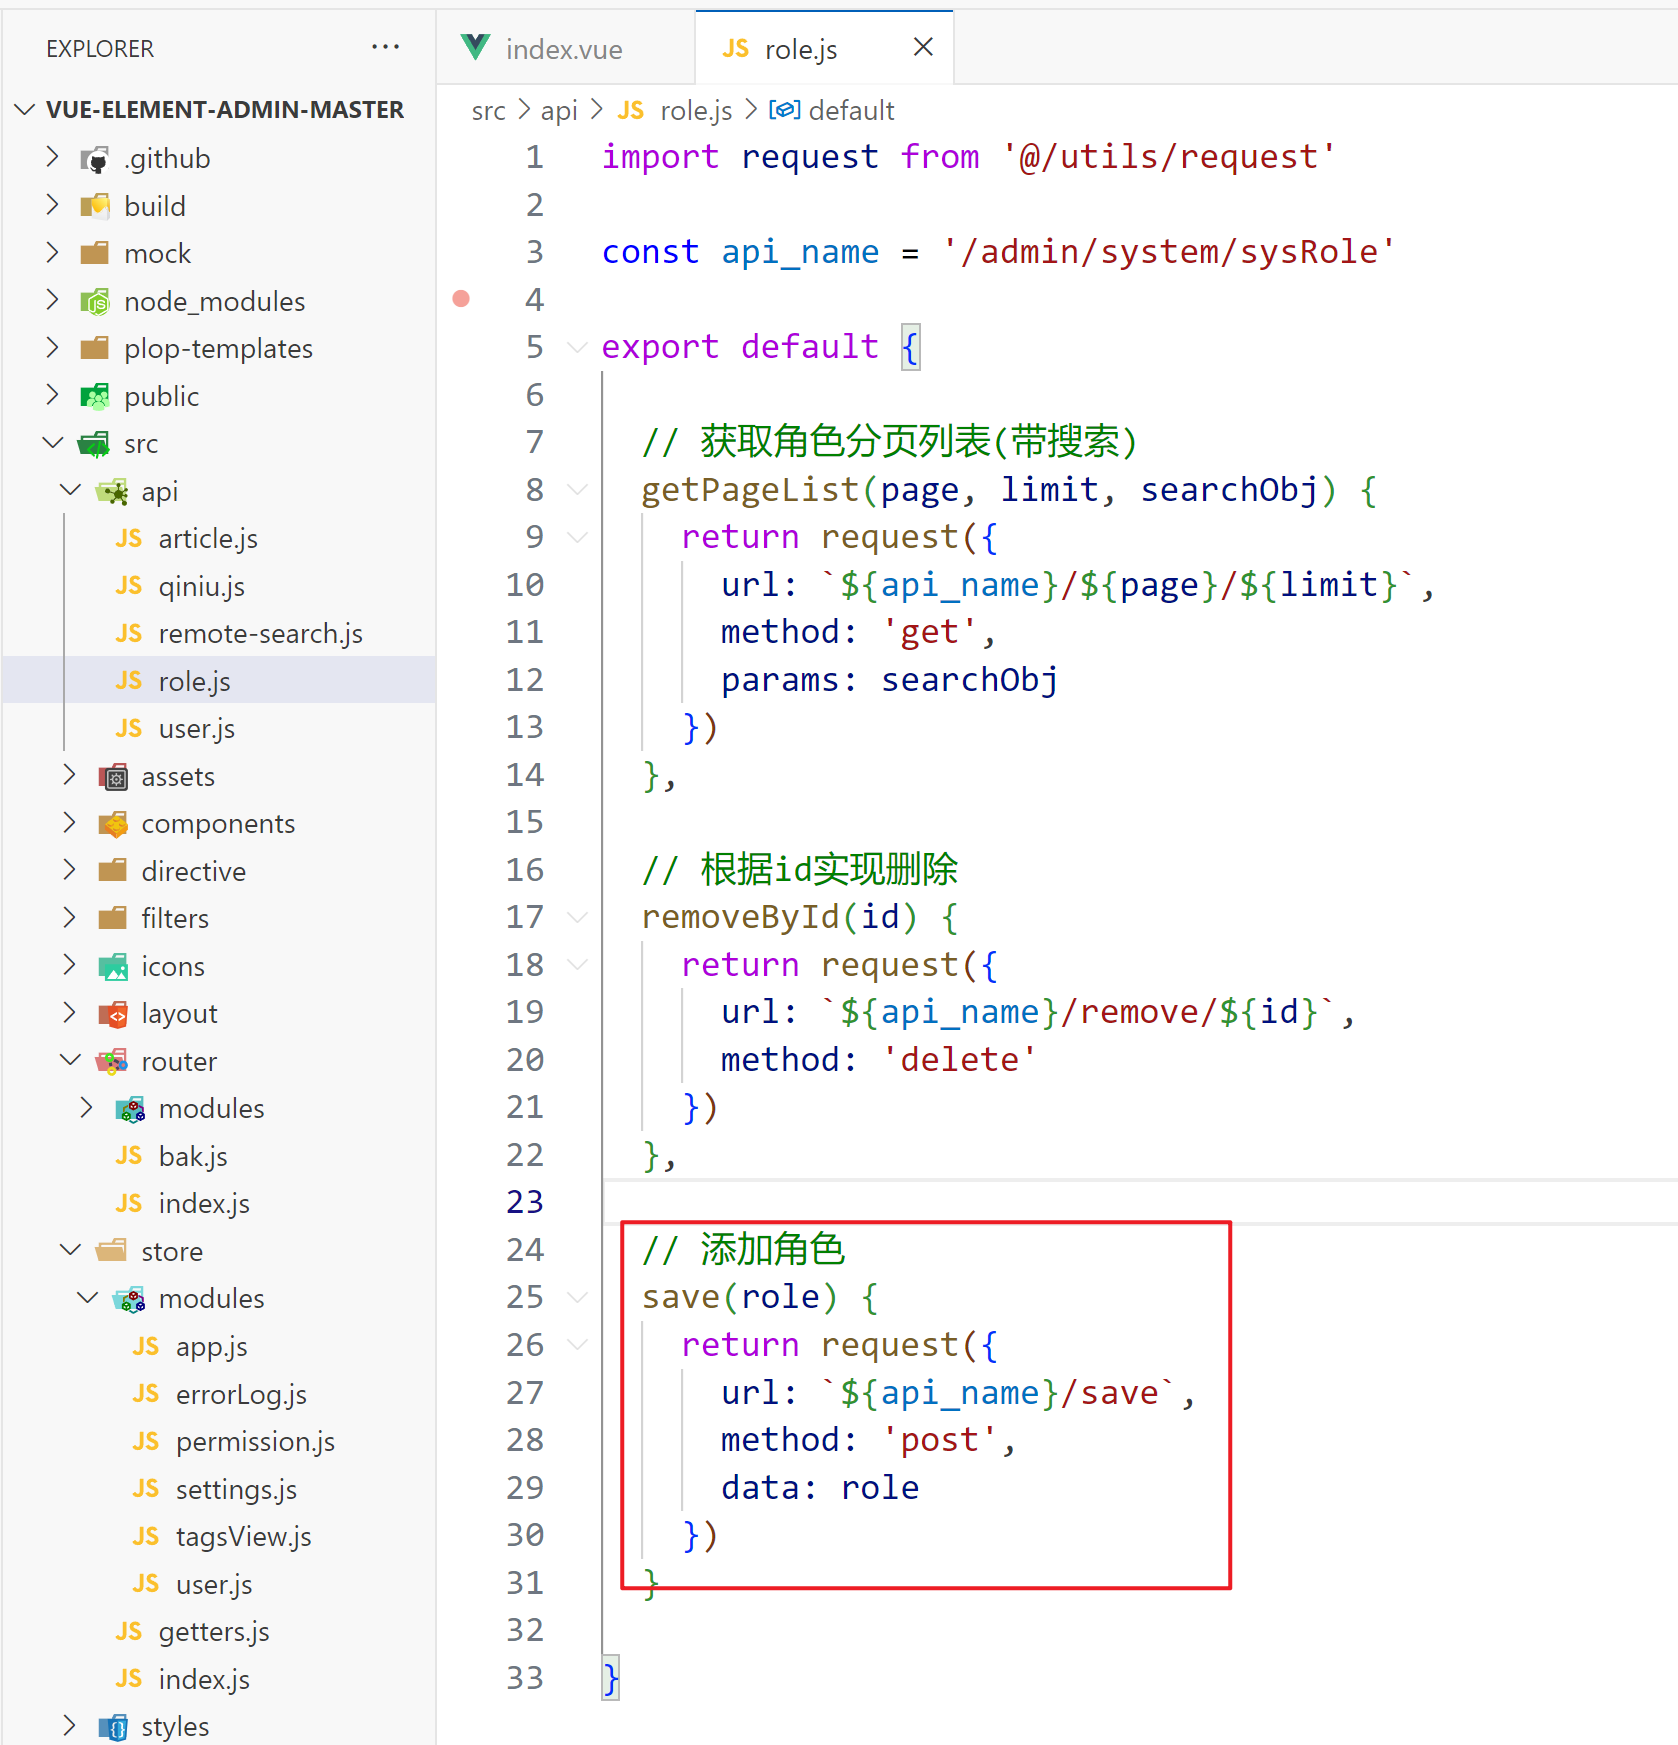 EXPLORER ···
VUE-ELEMENT-ADMIN-MASTER
.github
build
mock
node_modules
plop-templates
public
src
api
JS article.js
JS qiniu.js
JS remote-search.js
JS role.js
JS user.js
assets
components
directive
filters
icons
layout
router
modules
JS bak.js
JS index.js
store
modules
JS app.js
JS errorLog.js
JS permission.js
JS settings.js
JS tagsView.js
JS user.js
JS getters.js
JS index.js
styles
index.vue
JS role.js
src > api > JS role.js > default
1 import request from '@/utils/request'
2
3 const api_name = '/admin/system/sysRole'
4
5 export default {
6
7 // 获取角色分页列表(带搜索)
8 getPageList(page, limit, searchObj) {
9 return request({
10 url: `${api_name}/${page}/${limit}`,
11 method: 'get',
12 params: searchObj
13 })
14 },
15
16 // 根据id实现删除
17 removeById(id) {
18 return request({
19 url: `${api_name}/remove/${id}`,
20 method: 'delete'
21 })
22 },
23
24 // 添加角色
25 save(role) {
26 return request({
27 url: `${api_name}/save`,
28 method: 'post',
29 data: role
30 })
31 }
32
33 }